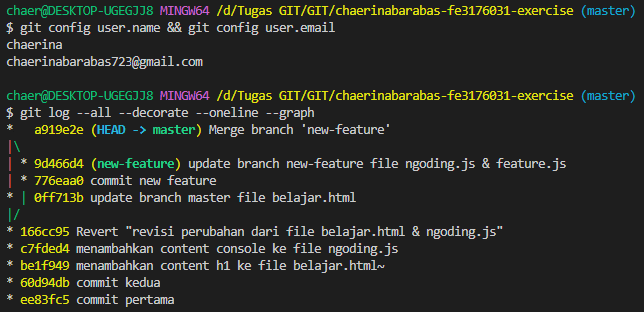 chaer@DESKTOP-UGEGJJ8 MINGW64 /d/Tugas GIT/GIT/chaerinabarabas-fe3176031-exercise (master)
$ git config user.name && git config user.email
chaerina
chaerinabarabas723@gmail.com
chaer@DESKTOP-UGEGJJ8 MINGW64 /d/Tugas GIT/GIT/chaerinabarabas-fe3176031-exercise (master)
$ git log --all --decorate --oneline --graph
*   a919e2e (HEAD -> master) Merge branch 'new-feature'
|\
| * 9d466d4 (new-feature) update branch new-feature file ngoding.js & feature.js
| * 776eaa0 commit new feature
* | 0ff713b update branch master file belajar.html
|/
* 166cc95 Revert "revisi perubahan dari file belajar.html & ngoding.js"
* c7fded4 menambahkan content console ke file ngoding.js
* be1f949 menambahkan content h1 ke file belajar.html~
* 60d94db commit kedua
* ee83fc5 commit pertama